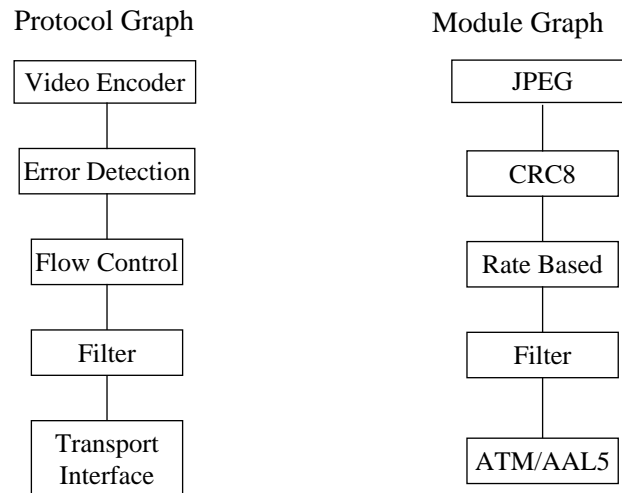 Protocol Graph
Video Encoder
Error Detection
Flow Control
Filter
Transport
Interface
Module Graph
JPEG
CRC8
Rate Based
Filter
ATM/AAL5